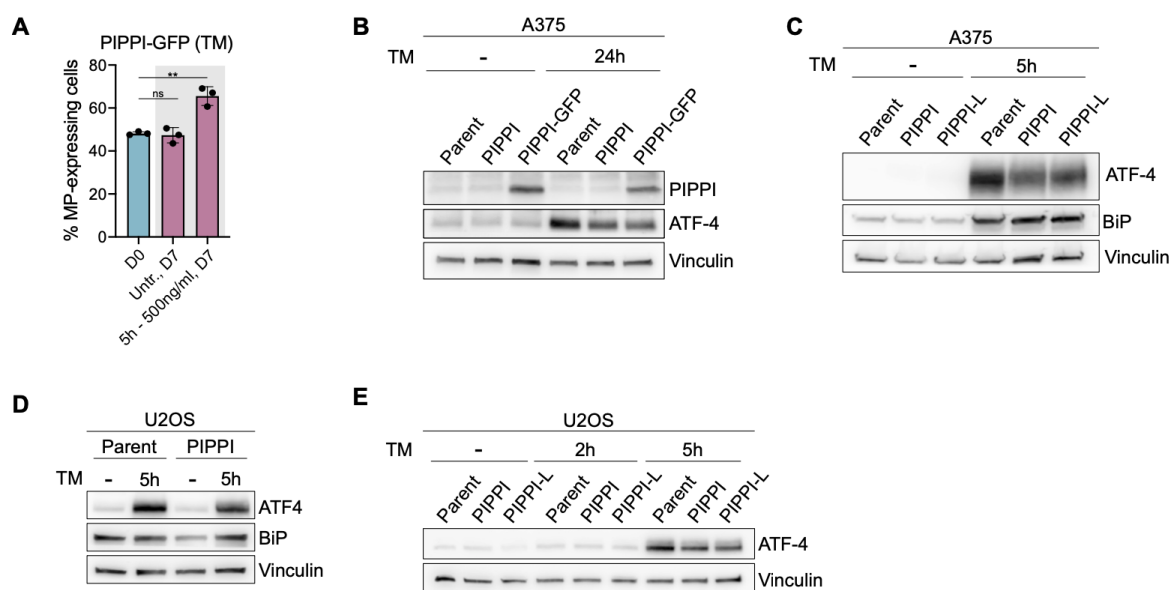 A
PIPPI-GFP (TM)
% MP-expressing cells
80
60
40
20
0
**
ns
D0
Untr., D7
5h - 500ng/ml, D7
B
A375
TM - 24h
Parent PIPPI PIPPI-GFP Parent PIPPI PIPPI-GFP
PIPPI
ATF-4
Vinculin
C
A375
TM - 5h
Parent PIPPI PIPPI-L Parent PIPPI PIPPI-L
ATF-4
BiP
Vinculin
D
U2OS
Parent PIPPI
TM - 5h - 5h
ATF4
BiP
Vinculin
E
U2OS
TM - 2h 5h
Parent PIPPI PIPPI-L Parent PIPPI PIPPI-L Parent PIPPI PIPPI-L
ATF-4
Vinculin